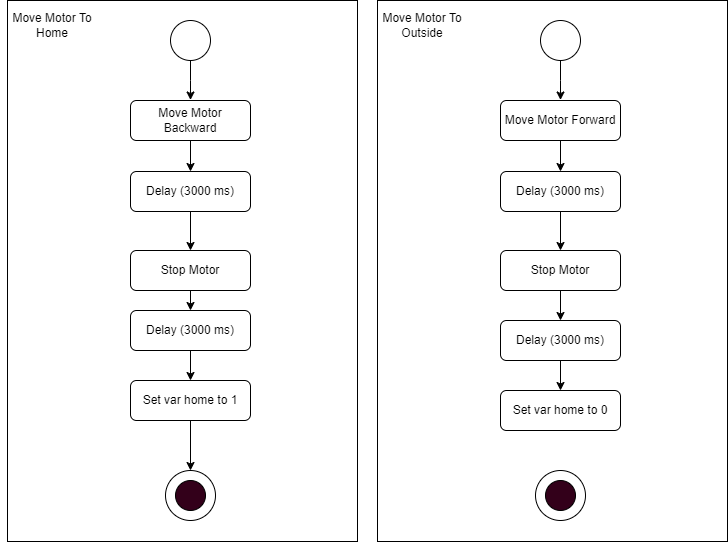 Move Motor To
Home
Move Motor
Backward
Delay (3000 ms)
Stop Motor
Delay (3000 ms)
Set var home to 1
Move Motor To
Outside
Move Motor Forward
Delay (3000 ms)
Stop Motor
Delay (3000 ms)
Set var home to 0